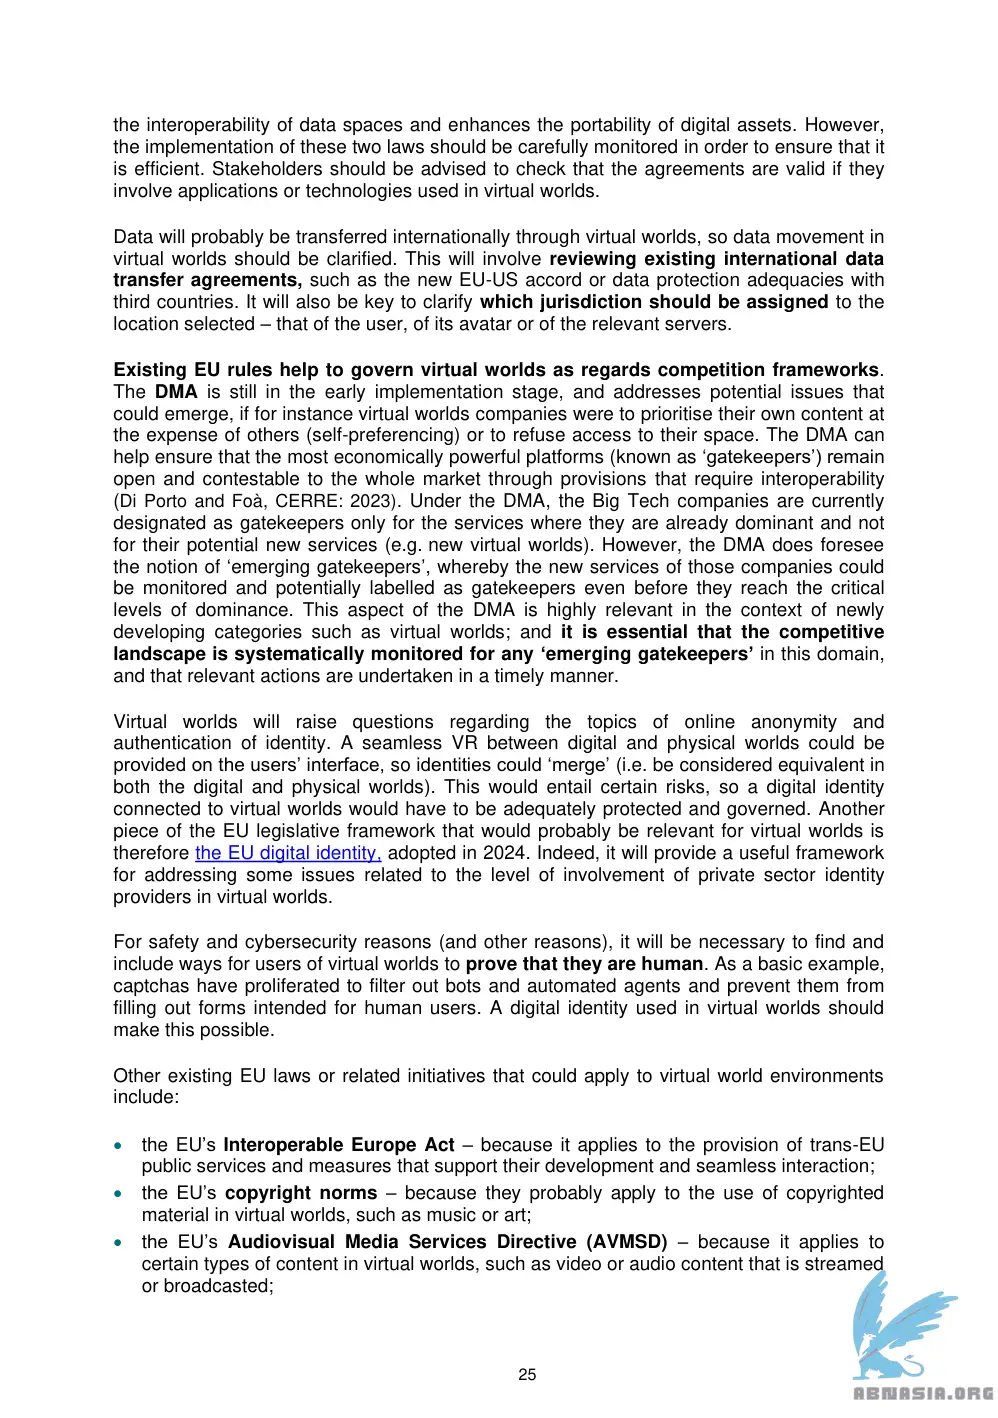 the interoperability of data spaces and enhances the portability of digital assets. However,
the implementation of these two laws should be carefully monitored in order to ensure that it
is efficient. Stakeholders should be advised to check that the agreements are valid if they
involve applications or technologies used in virtual worlds.
Data will probably be transferred internationally through virtual worlds, so data movement in
virtual worlds should be clarified. This will involve reviewing existing international data
transfer agreements, such as the new EU-US accord or data protection adequacies with
third countries. It will also be key to clarify which jurisdiction should be assigned to the
location selected – that of the user, of its avatar or of the relevant servers.
Existing EU rules help to govern virtual worlds as regards competition frameworks.
The DMA is still in the early implementation stage, and addresses potential issues that
could emerge, if for instance virtual worlds companies were to prioritise their own content at
the expense of others (self-preferencing) or to refuse access to their space. The DMA can
help ensure that the most economically powerful platforms (known as ‘gatekeepers’) remain
open and contestable to the whole market through provisions that require interoperability
(Di Porto and Foà, CERRE: 2023). Under the DMA, the Big Tech companies are currently
designated as gatekeepers only for the services where they are already dominant and not
for their potential new services (e.g. new virtual worlds). However, the DMA does foresee
the notion of ‘emerging gatekeepers’, whereby the new services of those companies could
be monitored and potentially labelled as gatekeepers even before they reach the critical
levels of dominance. This aspect of the DMA is highly relevant in the context of newly
developing categories such as virtual worlds; and it is essential that the competitive
landscape is systematically monitored for any ‘emerging gatekeepers’ in this domain,
and that relevant actions are undertaken in a timely manner.
Virtual worlds will raise questions regarding the topics of online anonymity and
authentication of identity. A seamless VR between digital and physical worlds could be
provided on the users’ interface, so identities could ‘merge’ (i.e. be considered equivalent in
both the digital and physical worlds). This would entail certain risks, so a digital identity
connected to virtual worlds would have to be adequately protected and governed. Another
piece of the EU legislative framework that would probably be relevant for virtual worlds is
therefore the EU digital identity, adopted in 2024. Indeed, it will provide a useful framework
for addressing some issues related to the level of involvement of private sector identity
providers in virtual worlds.
For safety and cybersecurity reasons (and other reasons), it will be necessary to find and
include ways for users of virtual worlds to prove that they are human. As a basic example,
captchas have proliferated to filter out bots and automated agents and prevent them from
filling out forms intended for human users. A digital identity used in virtual worlds should
make this possible.
Other existing EU laws or related initiatives that could apply to virtual world environments
include:
• the EU’s Interoperable Europe Act – because it applies to the provision of trans-EU
public services and measures that support their development and seamless interaction;
• the EU’s copyright norms – because they probably apply to the use of copyrighted
material in virtual worlds, such as music or art;
• the EU’s Audiovisual Media Services Directive (AVMSD) – because it applies to
certain types of content in virtual worlds, such as video or audio content that is streamed
or broadcasted;
25
ABNASIA.ORG